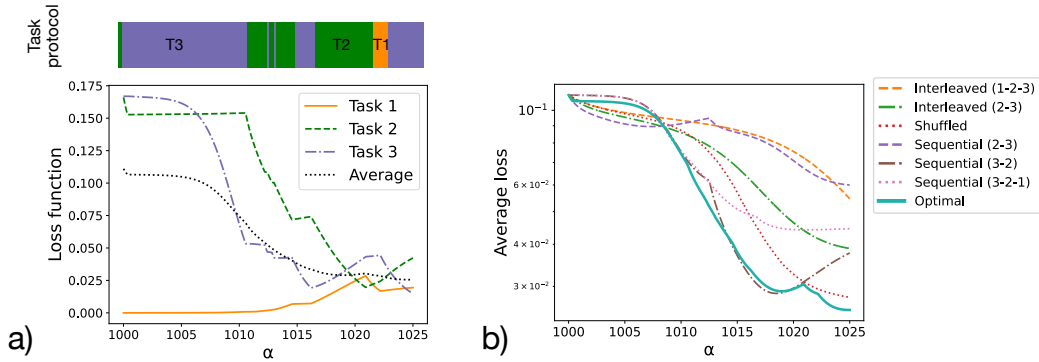 Task
protocol
T3
T2
T1
Loss function
0.175
0.150
0.125
0.100
0.075
0.050
0.025
0.000
Task 1
Task 2
Task 3
Average
1000
1005
1010
1015
1020
1025
α
a)
Average loss
10⁻¹
6 × 10⁻²
4 × 10⁻²
3 × 10⁻²
1000
1005
1010
1015
1020
1025
α
b)
Interleaved (1-2-3)
Interleaved (2-3)
Shuffled
Sequential (2-3)
Sequential (3-2)
Sequential (3-2-1)
Optimal